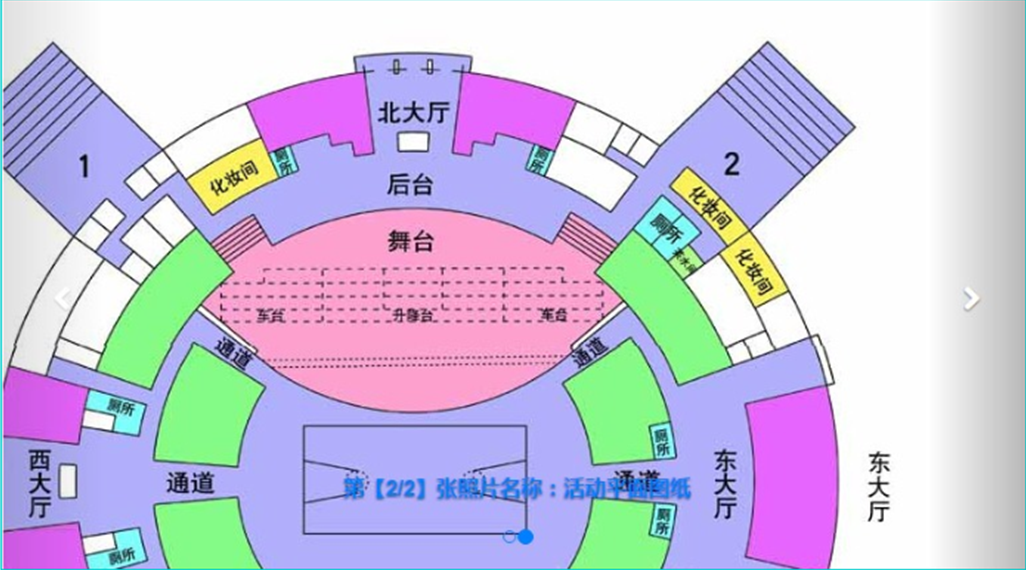 北大厅
1
厕所
厕所
2
化妆间
后台
化妆间
厕所
舞台
化妆间
车台
升降台
车台
通道
通道
厕所
厕所
西大厅
通道
通道
东大厅
东大厅
第【2/2】张照片名称：活动平面图纸
厕所
厕所